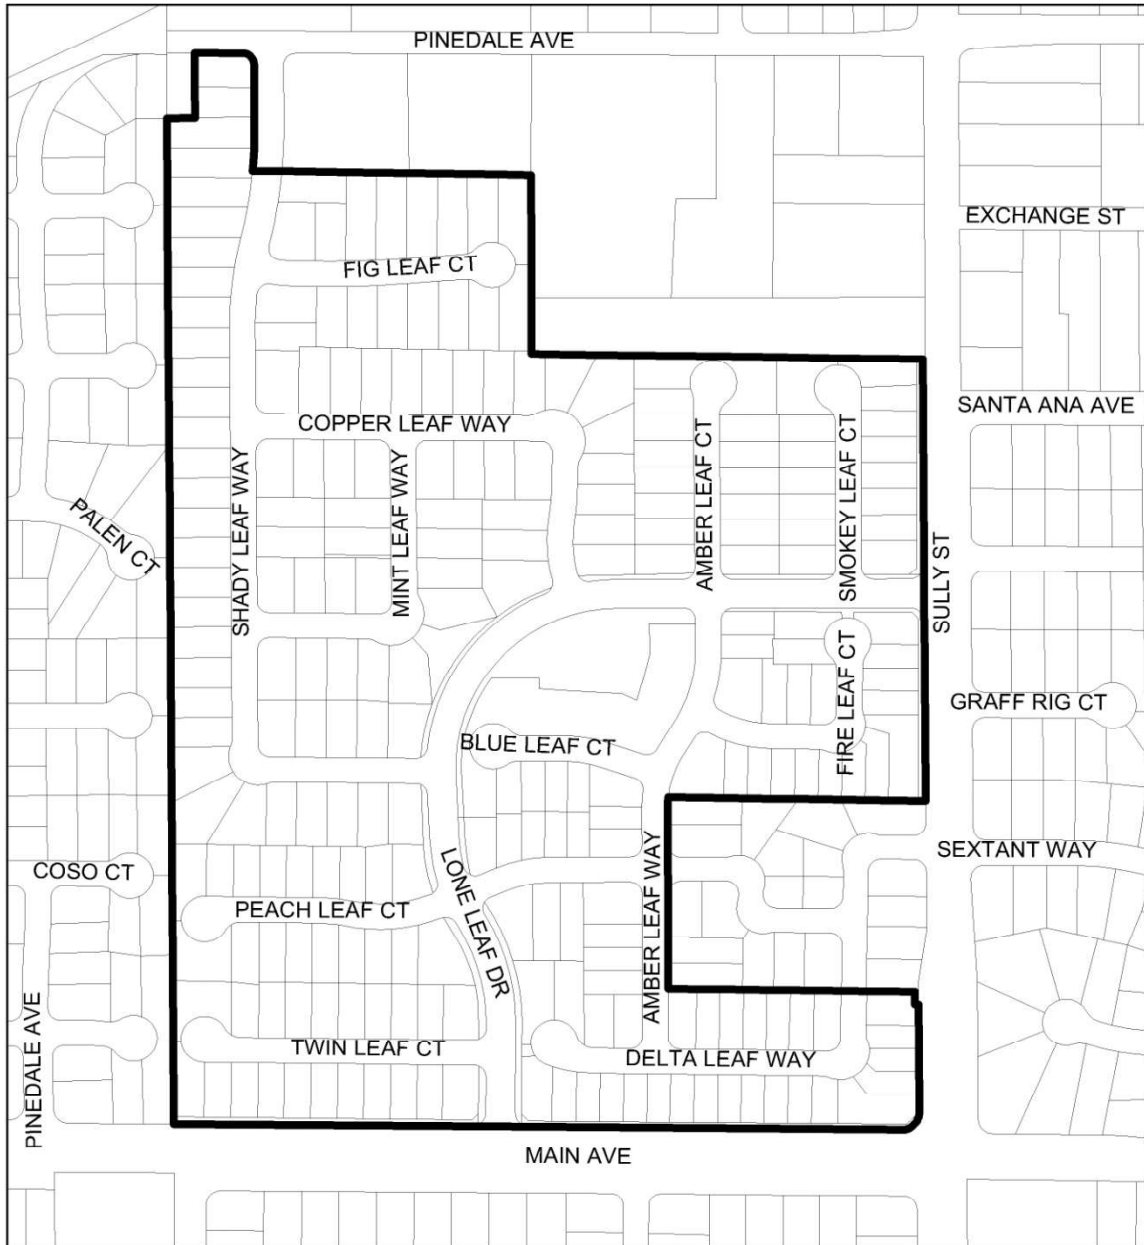 PINEDALE AVE
EXCHANGE ST
FIG LEAF CT
SANTA ANA AVE
COPPER LEAF WAY
SHADY LEAF WAY
MINT LEAF WAY
AMBER LEAF CT
SMOKEY LEAF CT
PALEN CT
SULLY ST
GRAFF RIG CT
FIRE LEAF CT
BLUE LEAF CT
SEXTANT WAY
COSO CT
PEACH LEAF CT
LONE LEAF DR
AMBER LEAF WAY
PINEDALE AVE
TWIN LEAF CT
DELTA LEAF WAY
MAIN AVE